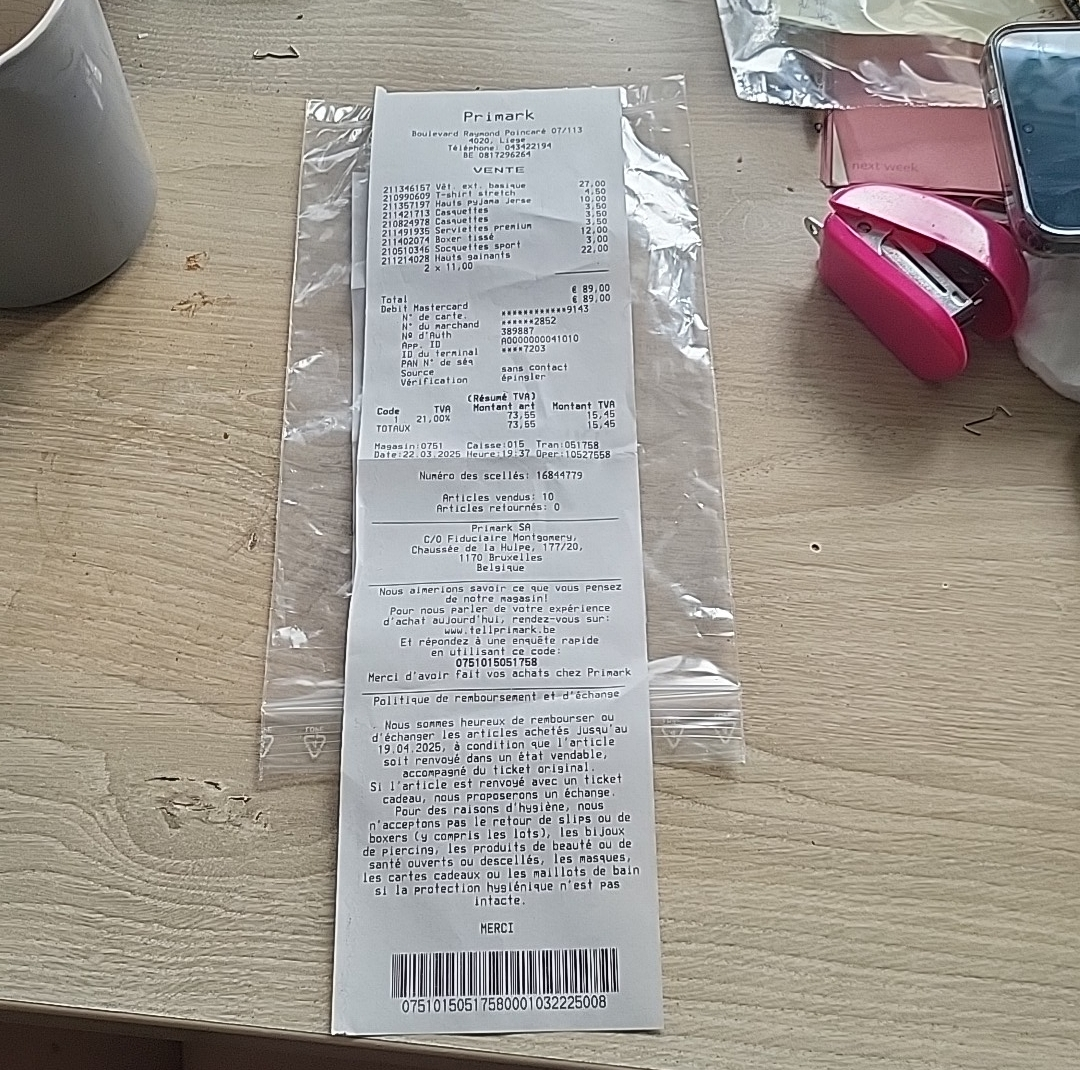 Primark
Boulevard Raymond Poincaré 07/113
4020, Liege
Téléphone: 043422194
BE 0817296264
VENTE
211346157 Vêt. ext. basique 27,00
210990609 T-shirt stretch 4,50
211357197 Hauts pyjama jerse 10,00
211421713 Casquettes 3,50
210824978 Casquettes 3,50
211491935 Serviettes premium 3,50
211402074 Boxer tissé 12,00
210510346 Socquettes sport 3,00
211214028 Hauts gainants 22,00
2 x 11,00
Total € 89,00
Debit Mastercard € 89,00
N° de carte. ************9143
N° du marchand ******2852
Nº d'Auth 389887
App. ID A0000000041010
ID du terminal ****7203
PAN N° de séq
Source sans contact
Vérification épingler
(Résumé TVA)
Code TVA Montant art Montant TVA
1 21,00% 73,55 15,45
TOTAUX 73,55 15,45
Magasin:0751 Caisse:015 Tran:051758
Date:22.03.2025 Heure:19:37 Oper:10527558
Numéro des scellés: 16844779
Articles vendus: 10
Articles retournés: 0
Primark SA
C/O Fiduciaire Montgomery,
Chaussée de la Hulpe, 177/20,
1170 Bruxelles
Belgique
Nous aimerions savoir ce que vous pensez
de notre magasin!
Pour nous parler de votre expérience
d'achat aujourd'hui, rendez-vous sur:
www.tellprimark.be
Et répondez à une enquête rapide
en utilisant ce code:
0751015051758
Merci d'avoir fait vos achats chez Primark
Politique de remboursement et d'échange
Nous sommes heureux de rembourser ou
d'échanger les articles achetés jusqu'au
19.04.2025, à condition que l'article
soit renvoyé dans un état vendable,
accompagné du ticket original.
Si l'article est renvoyé avec un ticket
cadeau, nous proposerons un échange.
Pour des raisons d'hygiène, nous
n'acceptons pas le retour de slips ou de
boxers (y compris les lots), les bijoux
de piercing, les produits de beauté ou de
santé ouverts ou descellés, les masques,
les cartes cadeaux ou les maillots de bain
si la protection hygiénique n'est pas
intacte.
MERCI
07510150517580001032225008
next week